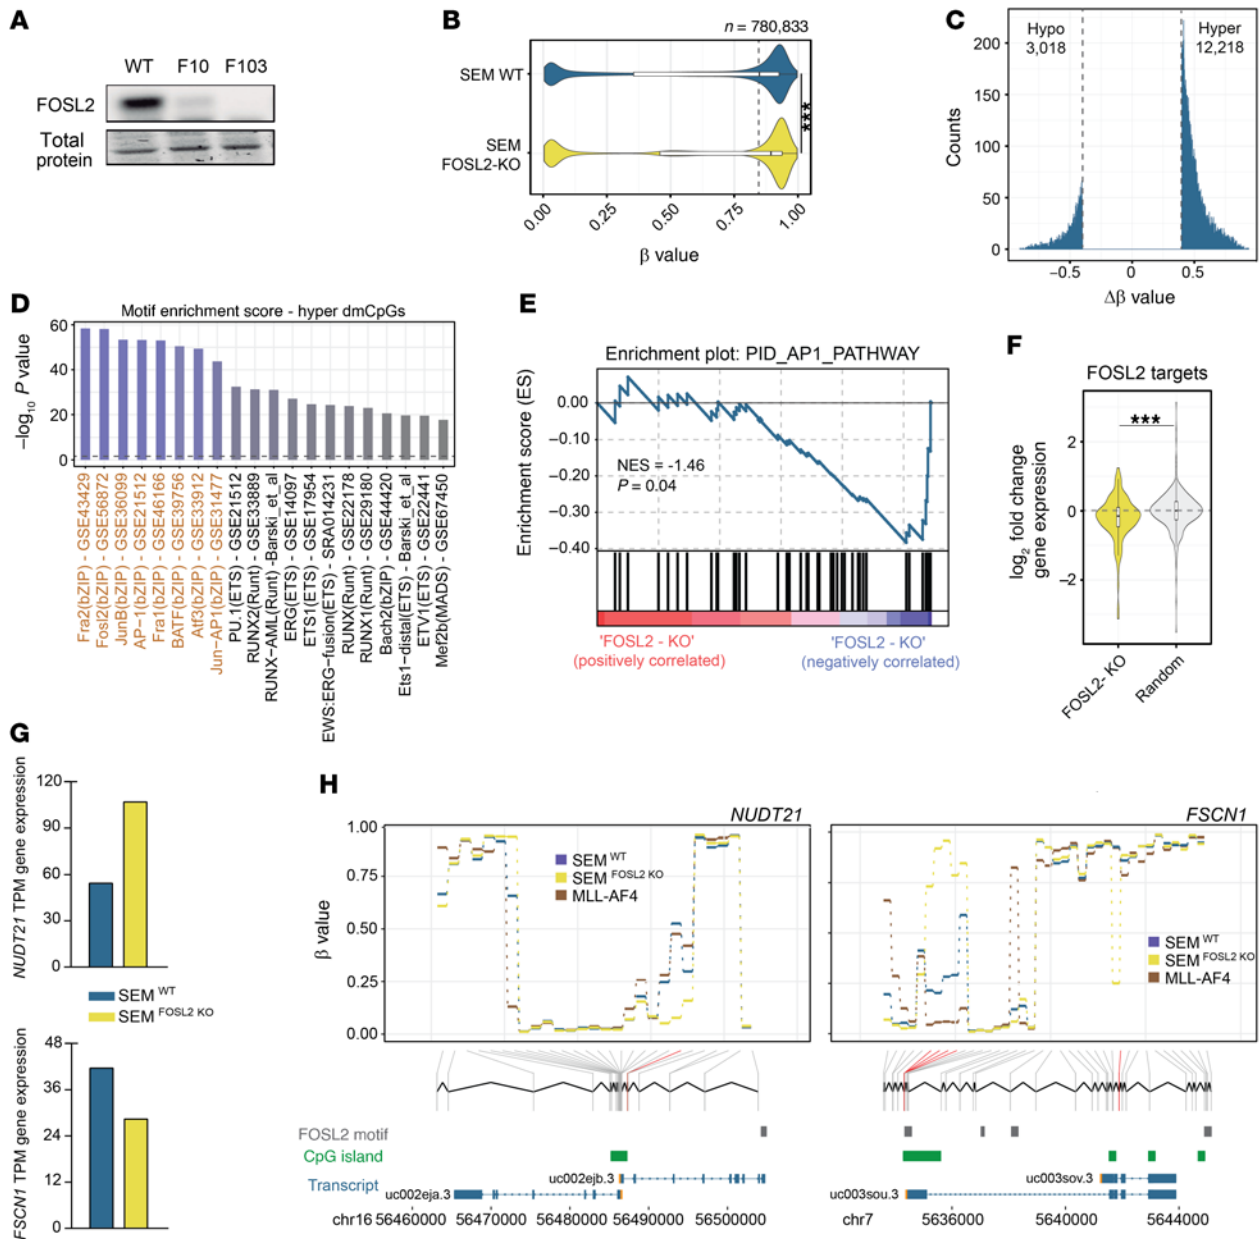 A
WT F10 F103
FOSL2
Total
protein
B
n = 780,833
SEM WT
SEM
FOSL2-KO
***
0.00 0.25 0.50 0.75 1.00
β value
C
Hypo
3,018
Hyper
12,218
Counts
200
150
100
50
0
−0.5 0 0.5
Δβ value
D
Motif enrichment score - hyper dmCpGs
−log10 P value
60
40
20
0
Fra2(bZIP) - GSE43429
Fosl2(bZIP) - GSE56872
JunB(bZIP) - GSE36099
AP-1(bZIP) - GSE21512
Fra1(bZIP) - GSE46166
BATF(bZIP) - GSE39756
Atf3(bZIP) - GSE33912
Jun-AP1(bZIP) - GSE31477
PU.1(ETS) - GSE21512
RUNX2(Runt) - GSE33889
RUNX-AML(Runt) -Barski_et_al
ERG(ETS) - GSE14097
ETS1(ETS) - GSE17954
EWS:ERG-fusion(ETS) - SRA014231
RUNX(Runt) - GSE22178
RUNX1(Runt) - GSE29180
Bach2(bZIP) - GSE44420
Ets1-distal(ETS) - Barski_et_al
ETV1(ETS) - GSE22441
Mef2b(MADS) - GSE67450
E
Enrichment plot: PID_AP1_PATHWAY
Enrichment score (ES)
0.00
−0.10
−0.20
−0.30
−0.40
NES = -1.46
P = 0.04
'FOSL2 - KO'
(positively correlated)
'FOSL2 - KO'
(negatively correlated)
F
FOSL2 targets
***
log2 fold change
gene expression
2
0
−2
FOSL2- KO
Random
G
NUDT21 TPM gene expression
120
90
60
30
0
SEM WT
SEM FOSL2 KO
FSCN1 TPM gene expression
48
36
24
12
0
H
NUDT21
β value
1.00
0.75
0.50
0.25
0.00
SEM WT
SEM FOSL2 KO
MLL-AF4
FSCN1
SEM WT
SEM FOSL2 KO
MLL-AF4
FOSL2 motif
CpG island
Transcript
uc002ejb.3
uc002eja.3
uc003sov.3
uc003sou.3
chr16 56460000 56470000 56480000 56490000 56500000
chr7 5636000 5640000 5644000